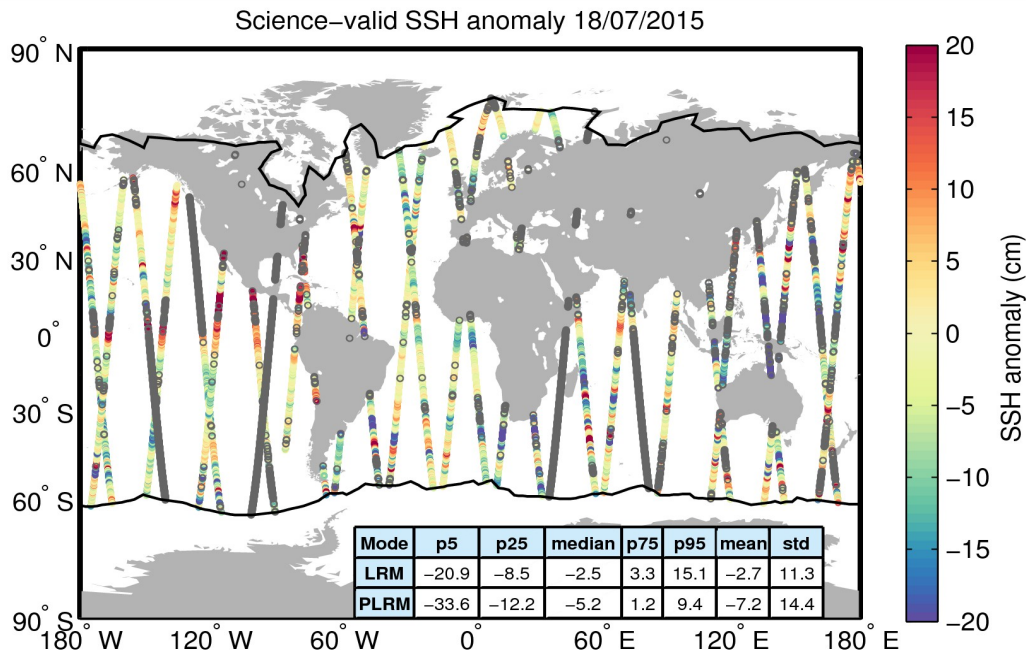 Science−valid SSH anomaly 18/07/2015
90° N
60° N
30° N
0°
30° S
60° S
90° S
180° W
120° W
60° W
0°
60° E
120° E
180° E
Mode p5 p25 median p75 p95 mean std
LRM −20.9 −8.5 −2.5 3.3 15.1 −2.7 11.3
PLRM −33.6 −12.2 −5.2 1.2 9.4 −7.2 14.4
20
15
10
5
0
−5
−10
−15
−20
SSH anomaly (cm)